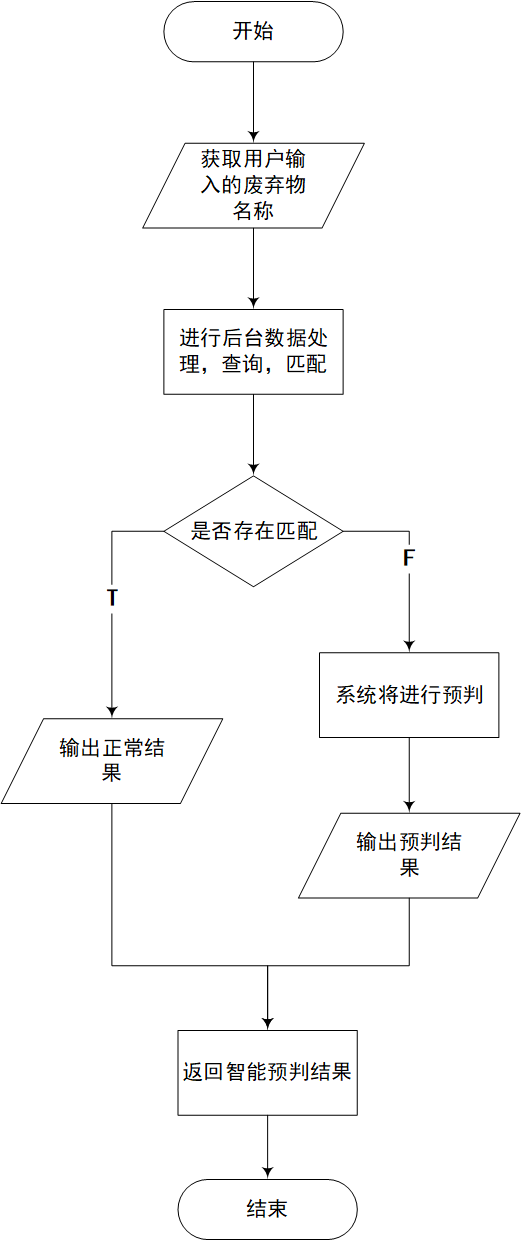 开始
获取用户输
入的废弃物
名称
进行后台数据处
理，查询，匹配
是否存在匹配
F
T
系统将进行预判
输出正常结
果
输出预判结
果
返回智能预判结果
结束